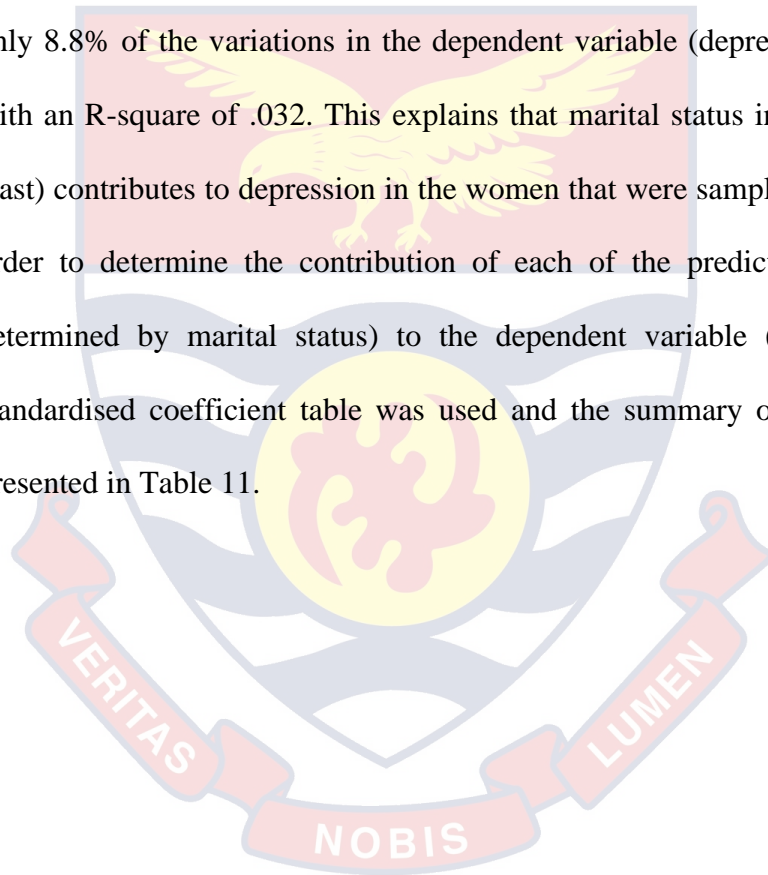 nly 8.8% of the variations in the dependent variable (depre
ith an R-square of .032. This explains that marital status in
ast) contributes to depression in the women that were sampl
rder to determine the contribution of each of the predict
etermined by marital status) to the dependent variable (
andardised coefficient table was used and the summary o
resented in Table 11.
VERITAS
NOBIS
LUMEN